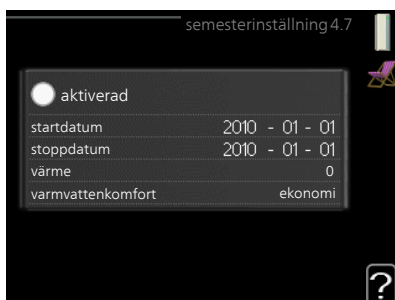 semesterinställning 4.7
aktiverad
startdatum 2010 - 01 - 01
stoppdatum 2010 - 01 - 01
värme 0
varmvattenkomfort ekonomi
?